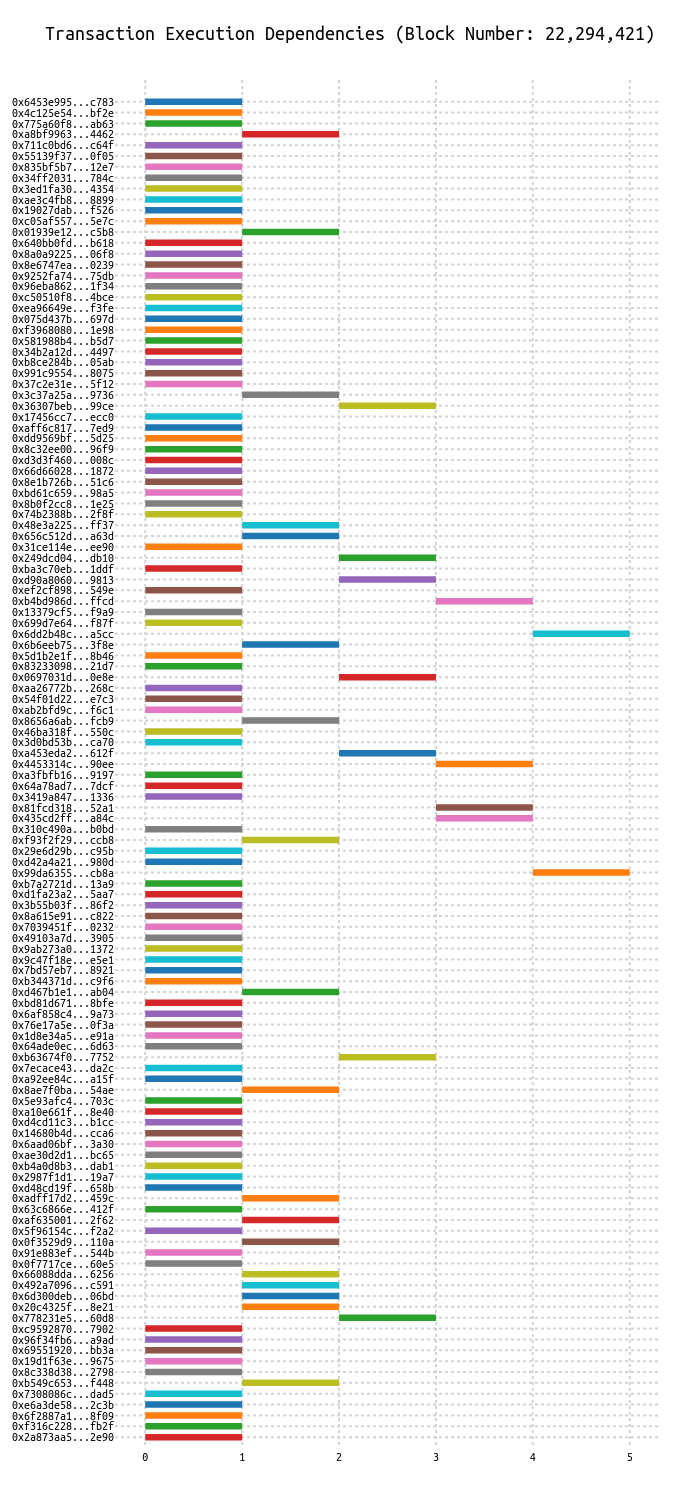 Transaction Execution Dependencies (Block Number: 22,294,421)
0x6453e995...c783
0x4c125e54...bf2e
0x775a60f8...ab63
0xa8bf9963...4462
0x711c0bd6...c64f
0x55139f37...0f05
0x835bf5b7...12e7
0x34ff2031...784c
0x3ed1fa30...4354
0xae3c4fb8...8899
0x19027dab...f526
0xc05af557...5e7c
0x01939e12...c5b8
0x640bb0fd...b618
0x8a0a9225...06f8
0x8e6747ea...0239
0x9252fa74...75db
0x96eba862...1f34
0xc50510f8...4bce
0xea96649e...f3fe
0x075d437b...697d
0xf3968080...1e98
0x581988b4...b5d7
0x34b2a12d...4497
0xb8ce284b...05ab
0x991c9554...8075
0x37c2e31e...5f12
0x3c37a25a...9736
0x36307beb...99ce
0x17456cc7...ecc0
0xaff6c817...7ed9
0xdd9569bf...5d25
0x8c32ee00...96f9
0xd3d3f460...008c
0x66d66028...1872
0x8e1b726b...51c6
0xbd61c659...98a5
0x8b0f2cc8...1e25
0x74b2388b...2f8f
0x48e3a225...ff37
0x656c512d...a63d
0x31ce114e...ee90
0x249dcd04...db10
0xba3c70eb...1ddf
0xd90a8060...9813
0xef2cf898...549e
0xb4bd986d...ffcd
0x13379cf5...f9a9
0x699d7e64...f87f
0x6dd2b48c...a5cc
0x6b6eeb75...3f8e
0x5d1b2e1f...8b46
0x83233098...21d7
0x0697031d...0e8e
0xaa26772b...268c
0x54f01d22...e7c3
0xab2bfd9c...f6c1
0x8656a6ab...fcb9
0x46ba318f...550c
0x3d0bd53b...ca70
0xa453eda2...612f
0x4453314c...90ee
0xa3fbfb16...9197
0x64a78ad7...7dcf
0x3419a847...1336
0x81fcd318...52a1
0x435cd2ff...a84c
0x310c490a...b0bd
0xf93f2f29...ccb8
0x29e6d29b...c95b
0xd42a4a21...980d
0x99da6355...cb8a
0xb7a2721d...13a9
0xd1fa23a2...5aa7
0x3b55b03f...86f2
0x8a615e91...c822
0x7039451f...0232
0x49103a7d...3905
0x9ab273a0...1372
0x9c47f18e...e5e1
0x7bd57eb7...8921
0xb344371d...c9f6
0xd467b1e1...ab04
0xbd81d671...8bfe
0x6af858c4...9a73
0x76e17a5e...0f3a
0x1d8e34a5...e91a
0x64ade0ec...6d63
0xb63674f0...7752
0x7ecace43...da2c
0xa92ee84c...a15f
0x8ae7f0ba...54ae
0x5e93afc4...703c
0xa10e661f...8e40
0xd4cd11c3...b1cc
0x14680b4d...cca6
0x6aad06bf...3a30
0xae30d2d1...bc65
0xb4a0d8b3...dab1
0x2987f1d1...19a7
0xd48cd19f...658b
0xadff17d2...459c
0x63c6866e...412f
0xaf635001...2f62
0x5f96154c...f2a2
0x0f3529d9...110a
0x91e883ef...544b
0x0f7717ce...60e5
0x66088dda...6256
0x492a7096...c591
0x6d300deb...06bd
0x20c4325f...8e21
0x778231e5...60d8
0xc9592870...7902
0x96f34fb6...a9ad
0x69551920...bb3a
0x19d1f63e...9675
0x8c338d38...2798
0xb549c653...f448
0x7308086c...dad5
0xe6a3de58...2c3b
0x6f2887a1...8f09
0xf316c228...fb2f
0x2a873aa5...2e90
0 1 2 3 4 5